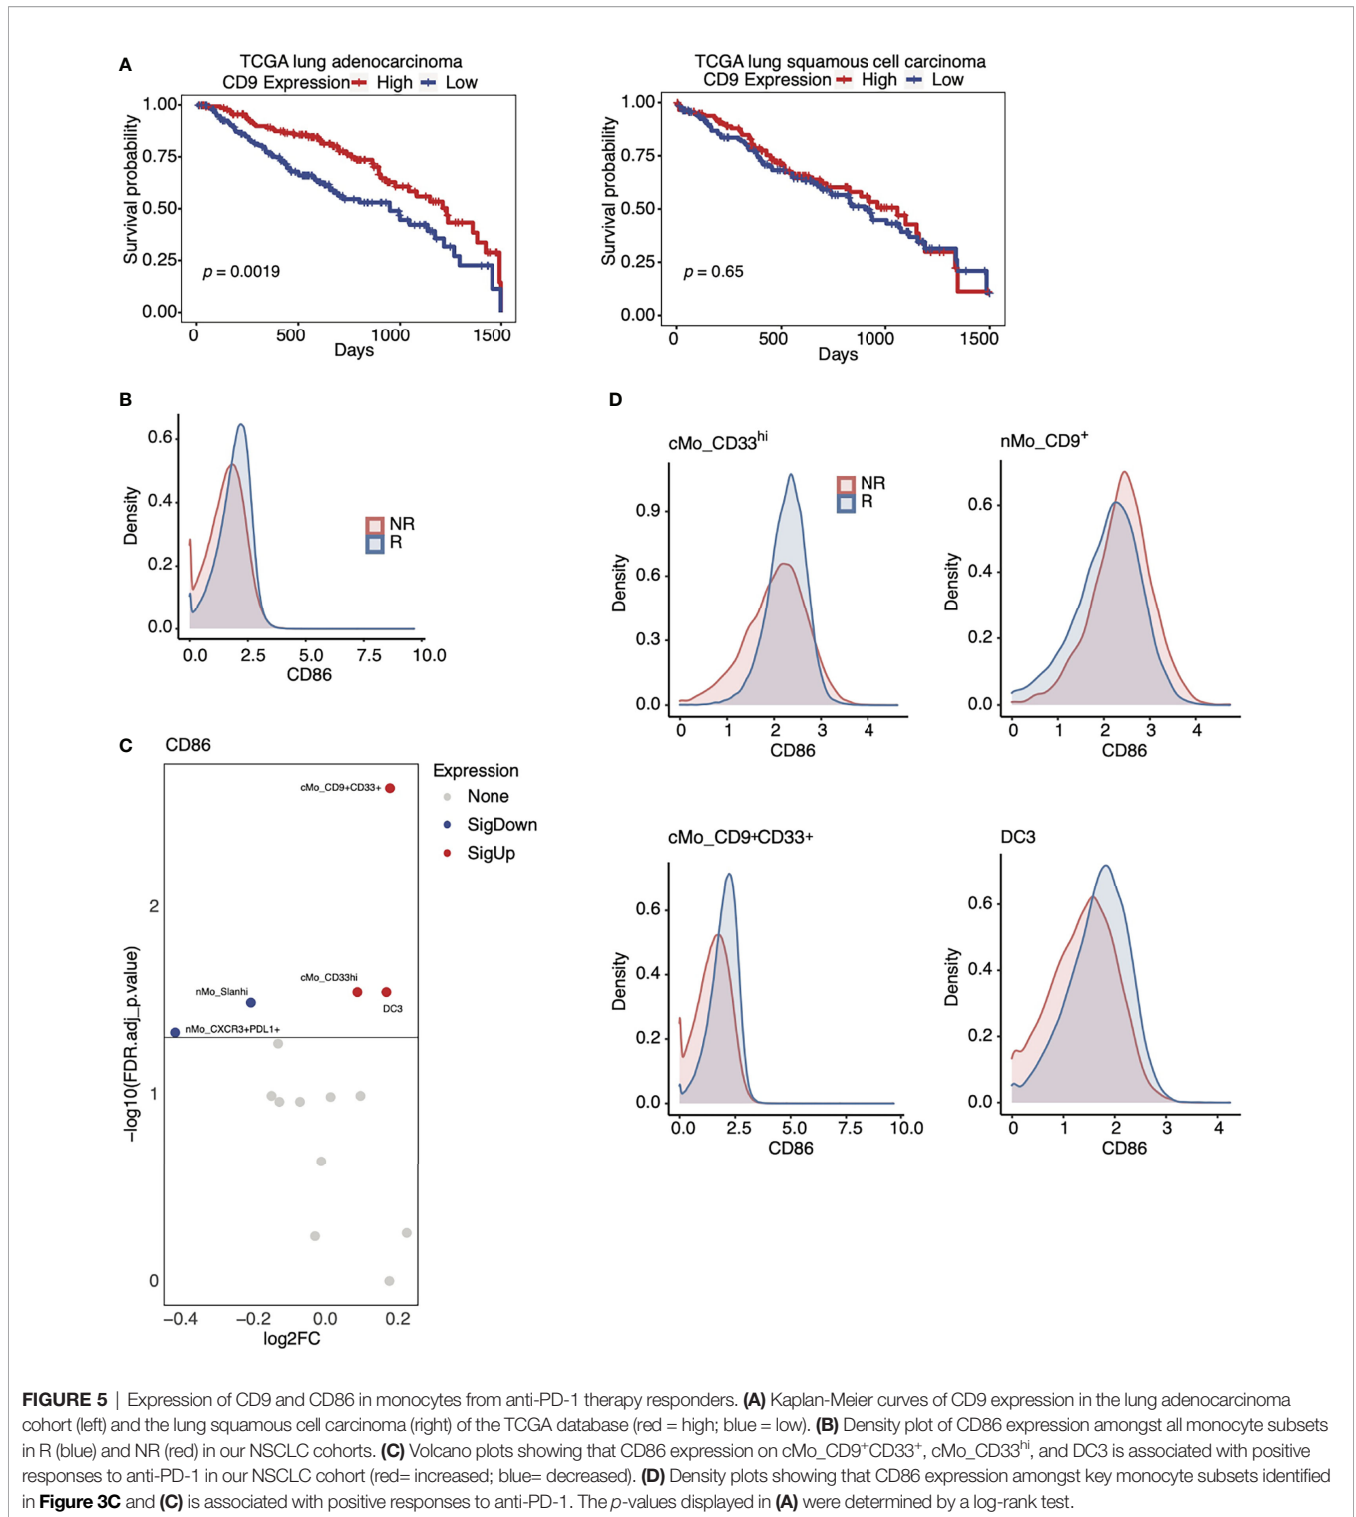 A
TCGA lung adenocarcinoma
CD9 Expression High Low
1.00
0.75
0.50
0.25
0.00
Survival probability
p = 0.0019
0 500 1000 1500
Days
TCGA lung squamous cell carcinoma
CD9 Expression High Low
1.00
0.75
0.50
0.25
0.00
Survival probability
p = 0.65
0 500 1000 1500
Days
B
0.6
0.4
0.2
0.0
Density
NR
R
0.0 2.5 5.0 7.5 10.0
CD86
C
CD86
Expression
None
SigDown
SigUp
cMo_CD9+CD33+
cMo_CD33hi
DC3
nMo_Slanhi
nMo_CXCR3+PDL1+
2
1
0
−log10(FDR.adj_p.value)
−0.4 −0.2 0.0 0.2
log2FC
D
cMo_CD33hi
NR
R
0.9
0.6
0.3
0.0
Density
0 1 2 3 4
CD86
nMo_CD9+
0.6
0.4
0.2
0.0
Density
0 1 2 3 4
CD86
cMo_CD9+CD33+
0.6
0.4
0.2
0.0
Density
0.0 2.5 5.0 7.5 10.0
CD86
DC3
0.6
0.4
0.2
0.0
Density
0 1 2 3 4
CD86
FIGURE 5 | Expression of CD9 and CD86 in monocytes from anti-PD-1 therapy responders. (A) Kaplan-Meier curves of CD9 expression in the lung adenocarcinoma
cohort (left) and the lung squamous cell carcinoma (right) of the TCGA database (red = high; blue = low). (B) Density plot of CD86 expression amongst all monocyte subsets
in R (blue) and NR (red) in our NSCLC cohorts. (C) Volcano plots showing that CD86 expression on cMo_CD9+CD33+, cMo_CD33hi, and DC3 is associated with positive
responses to anti-PD-1 in our NSCLC cohort (red= increased; blue= decreased). (D) Density plots showing that CD86 expression amongst key monocyte subsets identified
in Figure 3C and (C) is associated with positive responses to anti-PD-1. The p-values displayed in (A) were determined by a log-rank test.